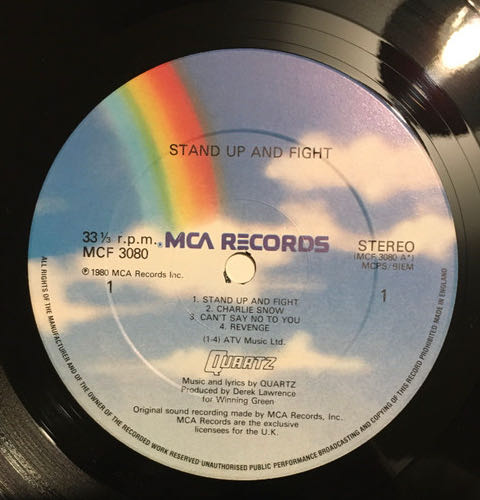 STAND UP AND FIGHT
33⅓ r.p.m. MCA RECORDS STEREO
MCF 3080 (MCF 3080 A*)
MCPS/BIEM
℗ 1980 MCA Records Inc.
1 1
1. STAND UP AND FIGHT
2. CHARLIE SNOW
3. CAN'T SAY NO TO YOU
4. REVENGE
(1-4) ATV Music Ltd.
QUARTZ
Music and lyrics by QUARTZ
Produced by Derek Lawrence
for Winning Green
Original sound recording made by MCA Records, Inc.
MCA Records are the exclusive
licensees for the U.K.
ALL RIGHTS OF THE MANUFACTURER AND OF THE OWNER OF THE RECORDED WORK RESERVED·UNAUTHORISED PUBLIC PERFORMANCE BROADCASTING AND COPYING OF THIS RECORD PROHIBITED MADE IN ENGLAND